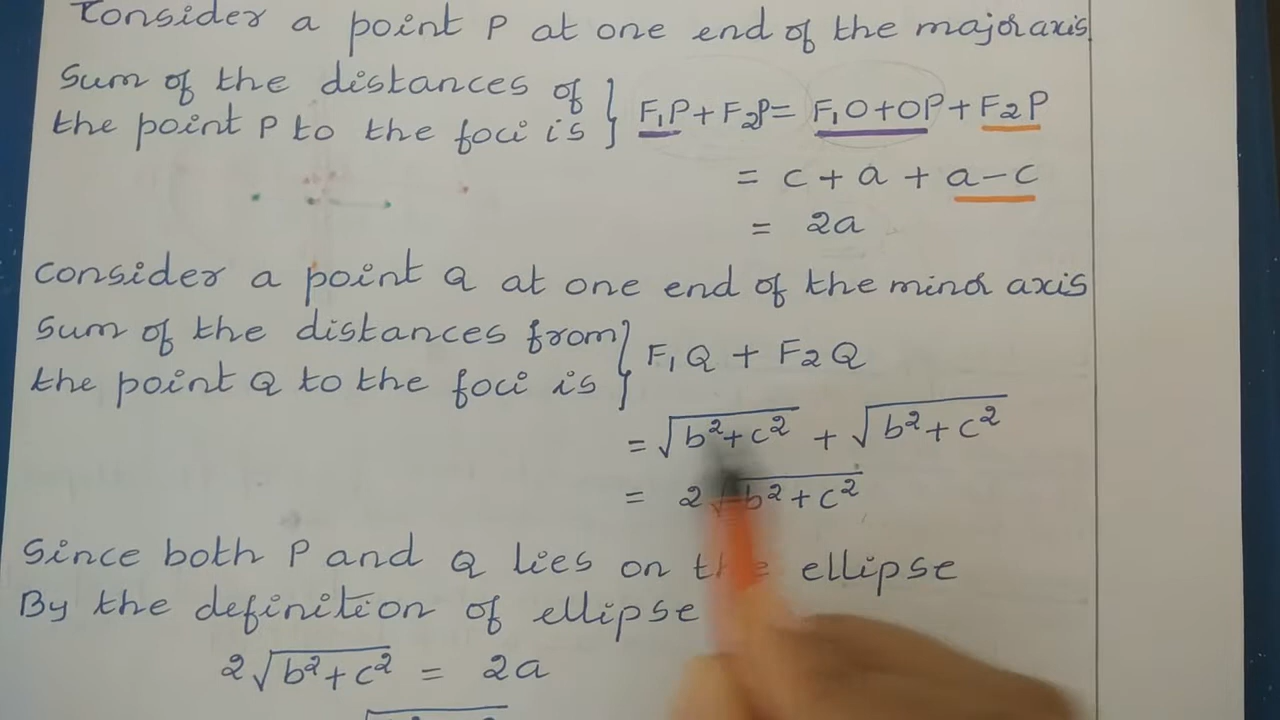 Consider a point P at one end of the major axis
Sum of the distances of
the point P to the foci is } F₁P + F₂P = F₁O + OP + F₂P
= c + a + a - c
= 2a
Consider a point Q at one end of the minor axis
Sum of the distances from
the point Q to the foci is } F₁Q + F₂Q
= √b²+c² + √b²+c²
= 2√b²+c²
Since both P and Q lies on the ellipse
By the definition of ellipse
2√b²+c² = 2a